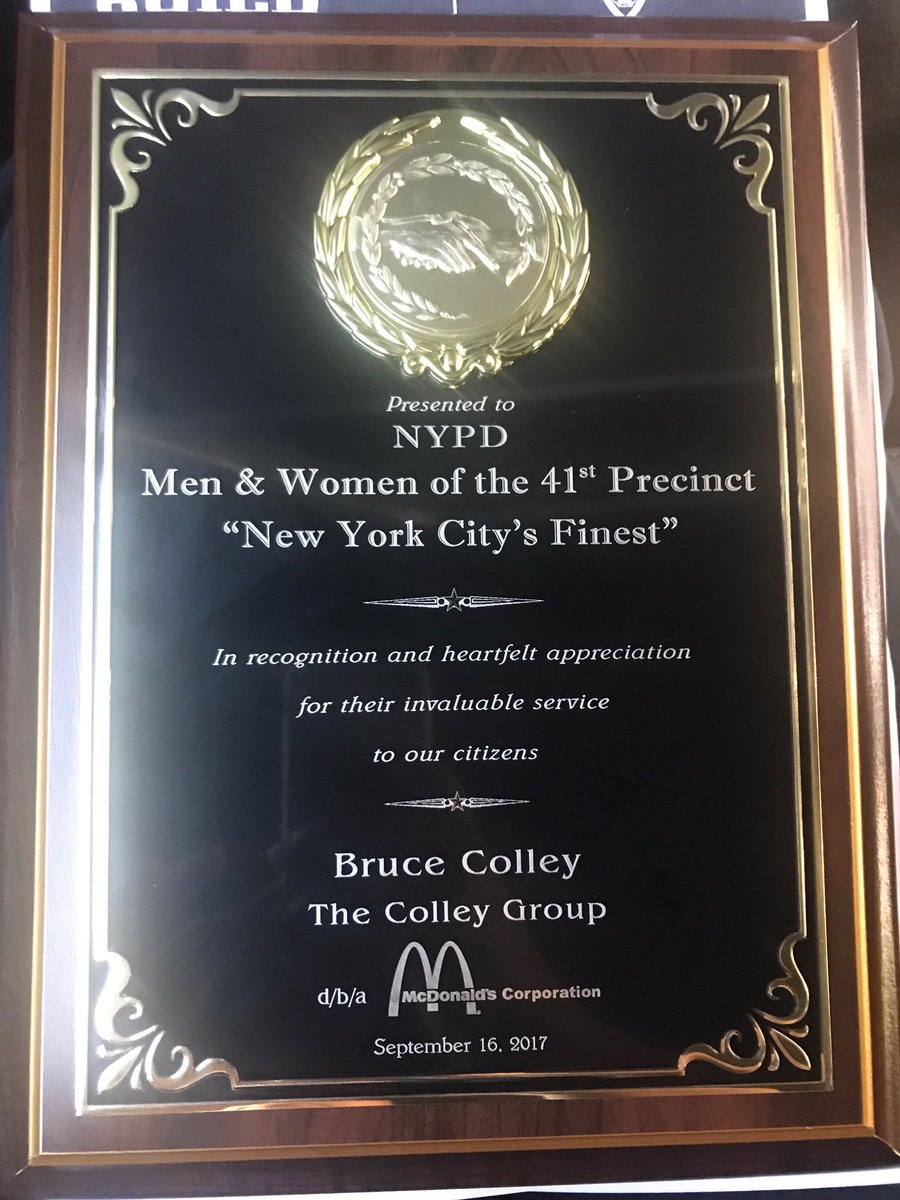 BUILD
Presented to
NYPD
Men & Women of the 41st Precinct
“New York City’s Finest”
In recognition and heartfelt appreciation
for their invaluable service
to our citizens
Bruce Colley
The Colley Group
d/b/a McDonald's Corporation
September 16, 2017